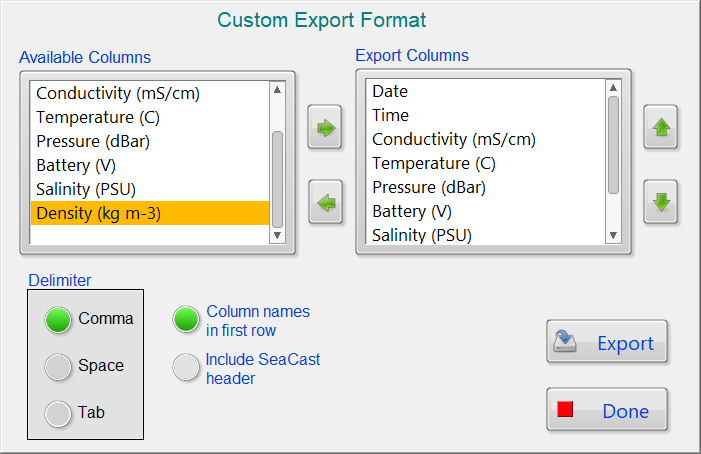 Custom Export Format
Available Columns
Conductivity (mS/cm)
Temperature (C)
Pressure (dBar)
Battery (V)
Salinity (PSU)
Density (kg m-3)
Export Columns
Date
Time
Conductivity (mS/cm)
Temperature (C)
Pressure (dBar)
Battery (V)
Salinity (PSU)
Delimiter
Comma
Space
Tab
Column names
in first row
Include SeaCast
header
Export
Done